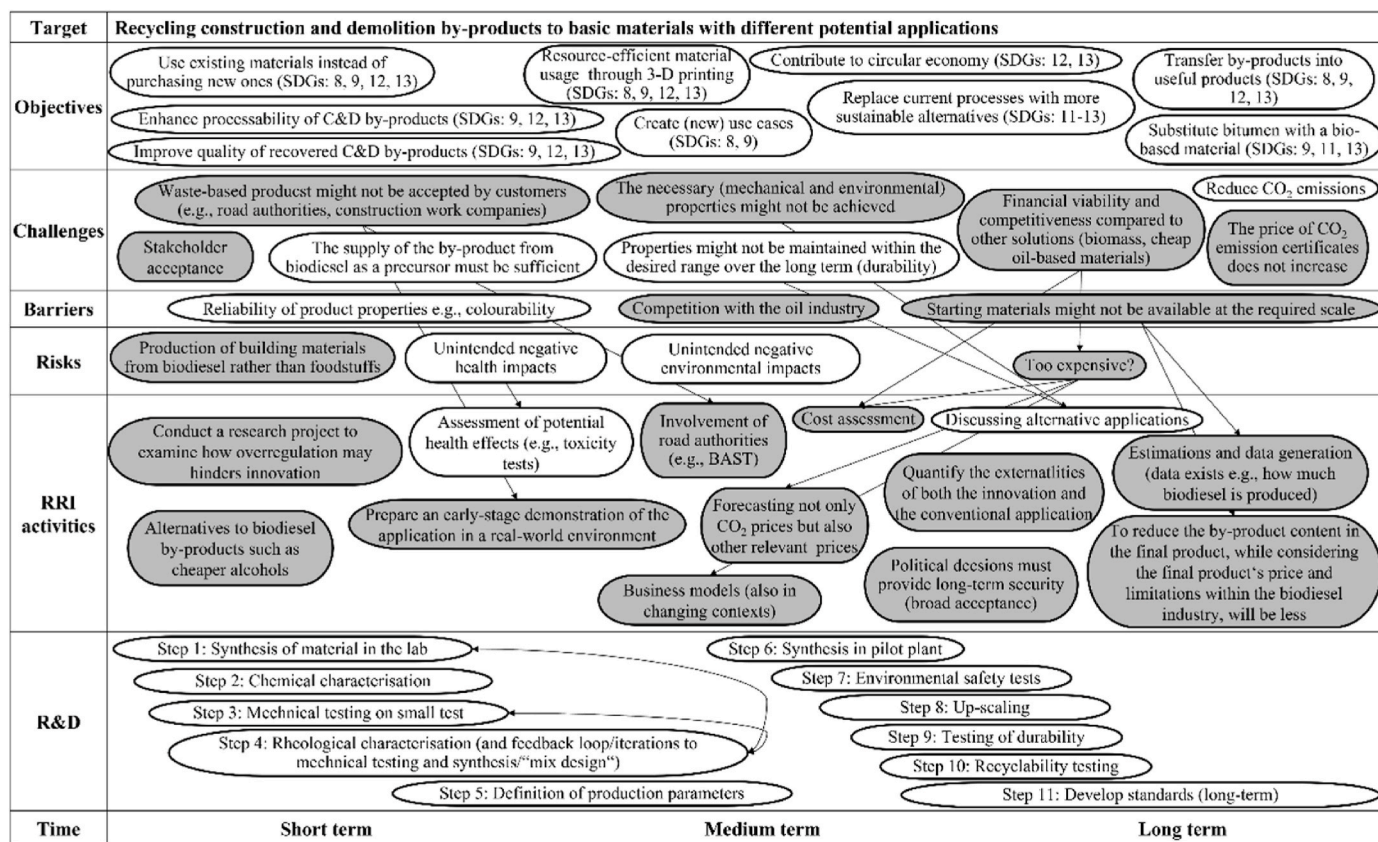 Target
Recycling construction and demolition by-products to basic materials with different potential applications
Objectives
Use existing materials instead of
purchasing new ones (SDGs: 8, 9, 12, 13)
Enhance processability of C&D by-products (SDGs: 9, 12, 13)
Improve quality of recovered C&D by-products (SDGs: 9, 12, 13)
Resource-efficient material
usage through 3-D printing
(SDGs: 8, 9, 12, 13)
Create (new) use cases
(SDGs: 8, 9)
Contribute to circular economy (SDGs: 12, 13)
Replace current processes with more
sustainable alternatives (SDGs: 11-13)
Transfer by-products into
useful products (SDGs: 8, 9,
12, 13)
Substitute bitumen with a bio-
based material (SDGs: 9, 11, 13)
Challenges
Waste-based producst might not be accepted by customers
(e.g., road authorities, construction work companies)
Stakeholder
acceptance
The supply of the by-product from
biodiesel as a precursor must be sufficient
The necessary (mechanical and environmental)
properties might not be achieved
Properties might not be maintained within the
desired range over the long term (durability)
Financial viability and
competitiveness compared to
other solutions (biomass, cheap
oil-based materials)
Reduce CO₂ emissions
The price of CO₂
emission certificates
does not increase
Barriers
Reliability of product properties e.g., colourability
Competition with the oil industry
Starting materials might not be available at the required scale
Risks
Production of building materials
from biodiesel rather than foodstuffs
Unintended negative
health impacts
Unintended negative
environmental impacts
Too expensive?
RRI
activities
Conduct a research project to
examine how overregulation may
hinders innovation
Alternatives to biodiesel
by-products such as
cheaper alcohols
Assessment of potential
health effects (e.g., toxicity
tests)
Prepare an early-stage demonstration of the
application in a real-world environment
Involvement of
road authorities
(e.g., BAST)
Cost assessment
Discussing alternative applications
Forecasting not only
CO₂ prices but also
other relevant prices
Business models (also in
changing contexts)
Quantify the externatlities
of both the innovation and
the conventional application
Political decsions must
provide long-term security
(broad acceptance)
Estimations and data generation
(data exists e.g., how much
biodiesel is produced)
To reduce the by-product content in
the final product, while considering
the final product‘s price and
limitations within the biodiesel
industry, will be less
R&D
Step 1: Synthesis of material in the lab
Step 2: Chemical characterisation
Step 3: Mechnical testing on small test
Step 4: Rheological characterisation (and feedback loop/iterations to
mechnical testing and synthesis/“mix design“)
Step 5: Definition of production parameters
Step 6: Synthesis in pilot plant
Step 7: Environmental safety tests
Step 8: Up-scaling
Step 9: Testing of durability
Step 10: Recyclability testing
Step 11: Develop standards (long-term)
Time
Short term
Medium term
Long term